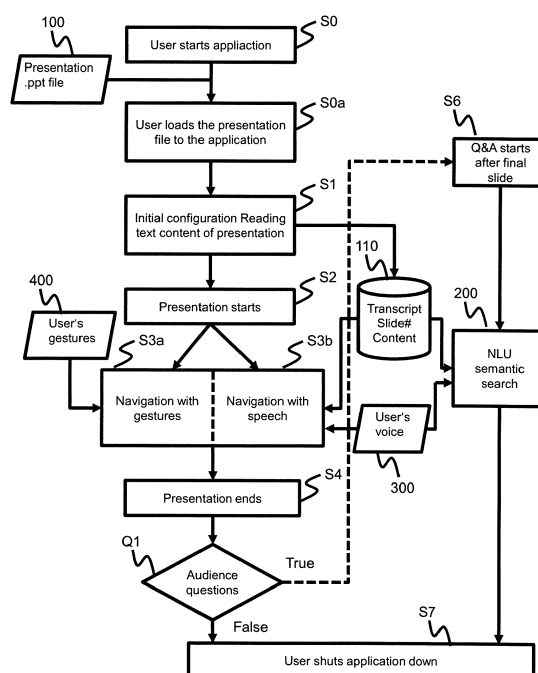 100
S0
User starts appliaction
Presentation
.ppt file
S0a
User loads the presentation
file to the application
S6
Q&A starts
after final
slide
S1
Initial configuration Reading
text content of presentation
110
Transcript
Slide#
Content
S2
Presentation starts
400
User's
gestures
200
NLU
semantic
search
S3a
S3b
Navigation with
gestures
Navigation with
speech
User's
voice
300
S4
Presentation ends
Q1
Audience
questions
True
False
S7
User shuts application down